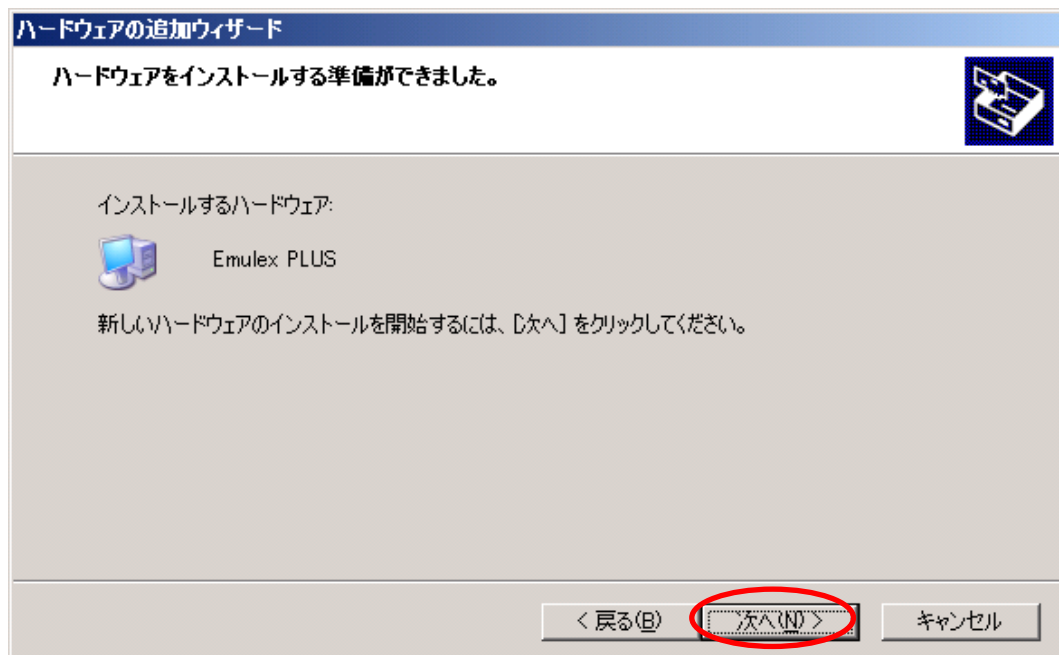 ハードウェアの追加ウィザード
ハードウェアをインストールする準備ができました。
インストールするハードウェア:
Emulex PLUS
新しいハードウェアのインストールを開始するには、[次へ] をクリックしてください。
< 戻る(B)
次へ(N) >
キャンセル